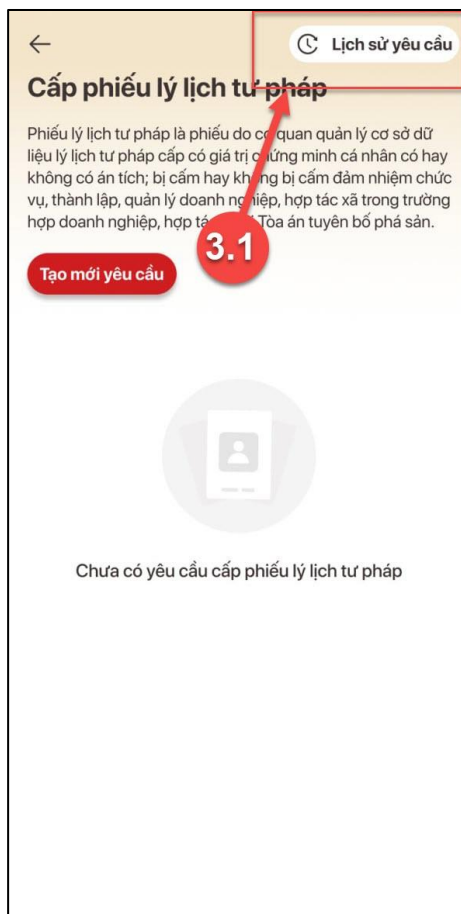 Lịch sử yêu cầu
Cấp phiếu lý lịch tư pháp
Phiếu lý lịch tư pháp là phiếu do cơ quan quản lý cơ sở dữ
liệu lý lịch tư pháp cấp có giá trị chứng minh cá nhân có hay
không có án tích; bị cấm hay không bị cấm đảm nhiệm chức
vụ, thành lập, quản lý doanh nghiệp, hợp tác xã trong trường
hợp doanh nghiệp, hợp tá Tòa án tuyên bố phá sản.
3.1
Tạo mới yêu cầu
Chưa có yêu cầu cấp phiếu lý lịch tư pháp